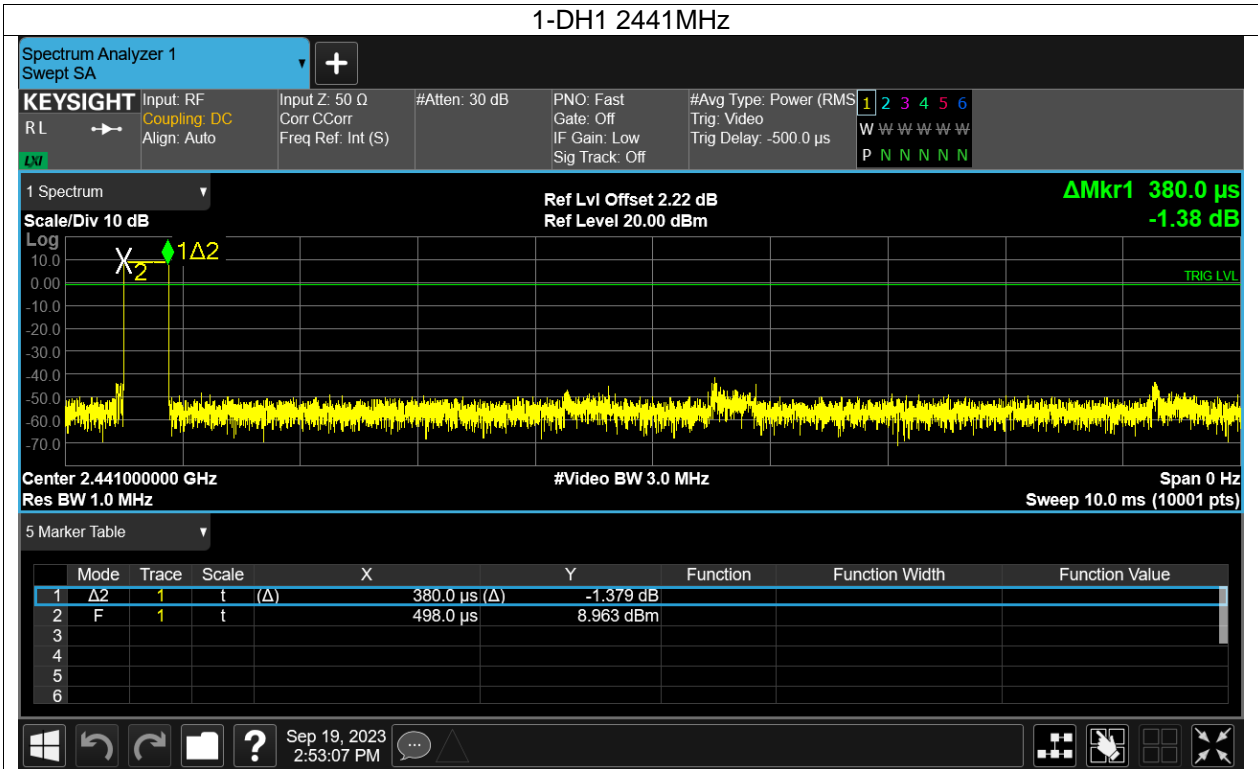 1-DH1 2441MHz
Spectrum Analyzer 1
Swept SA
+
KEYSIGHT Input: RF Input Z: 50 Ω #Atten: 30 dB PNO: Fast #Avg Type: Power (RMS 1 2 3 4 5 6
RL Coupling: DC Corr CCorr Gate: Off Trig: Video W W W W W W
Align: Auto Freq Ref: Int (S) IF Gain: Low Trig Delay: -500.0 µs P N N N N N
LXI Sig Track: Off
1 Spectrum Ref Lvl Offset 2.22 dB ΔMkr1 380.0 µs
Scale/Div 10 dB Ref Level 20.00 dBm -1.38 dB
Log
1Δ2
10.0
2
0.00 TRIG LVL
-10.0
-20.0
-30.0
-40.0
-50.0
-60.0
-70.0
Center 2.441000000 GHz #Video BW 3.0 MHz Span 0 Hz
Res BW 1.0 MHz Sweep 10.0 ms (10001 pts)
5 Marker Table
Mode Trace Scale X Y Function Function Width Function Value
1 Δ2 1 t (Δ) 380.0 µs (Δ) -1.379 dB
2 F 1 t 498.0 µs 8.963 dBm
3
4
5
6
? Sep 19, 2023
2:53:07 PM